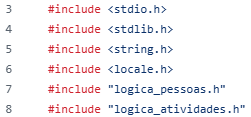 3 #include <stdio.h>
4 #include <stdlib.h>
5 #include <string.h>
6 #include <locale.h>
7 #include "logica_pessoas.h"
8 #include "logica_atividades.h"